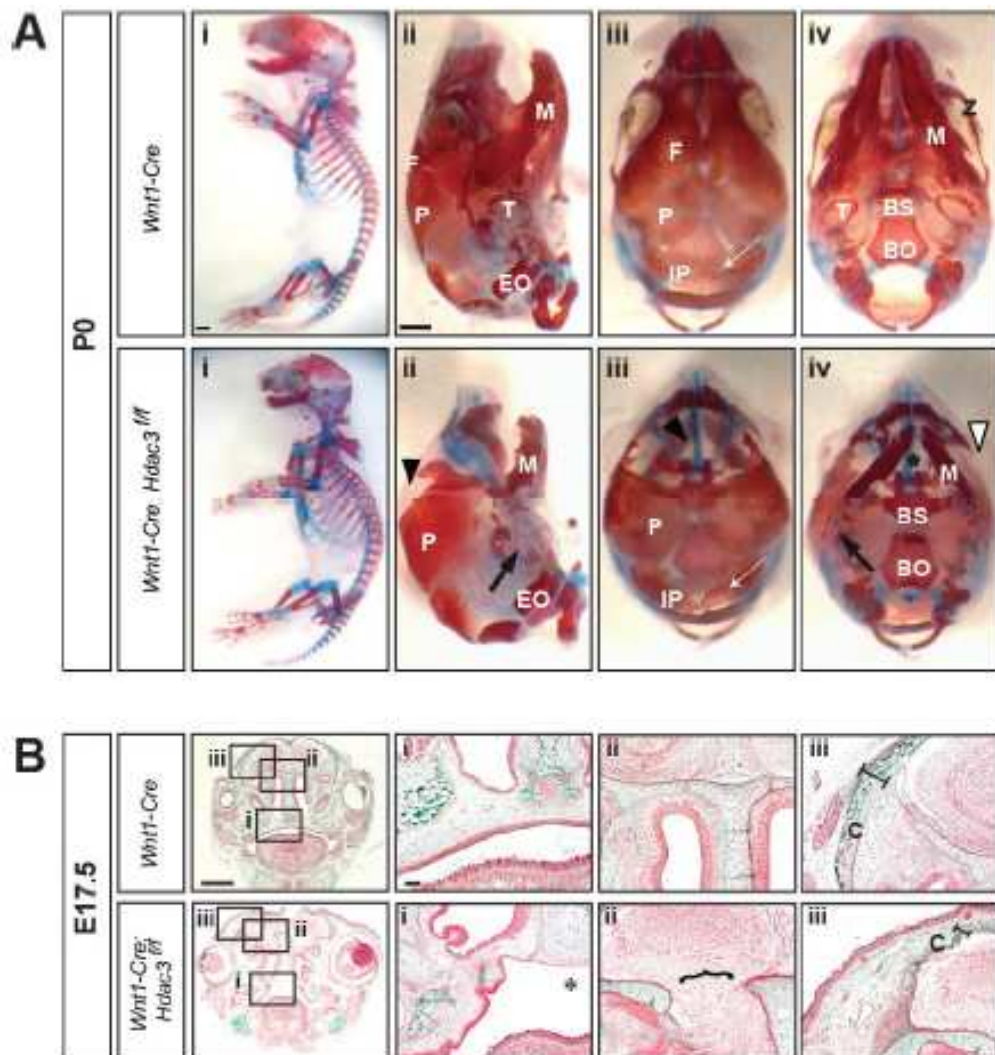 A
P0
Wnt1-Cre
i
ii
M
F
P
T
EO
iii
F
P
IP
iv
Z
M
T
BS
BO
Wnt1-Cre Hdac3 f/f
i
ii
M
P
EO
iii
P
IP
iv
*
M
BS
BO
B
E17.5
Wnt1-Cre
iii
ii
i
i
ii
iii
C
Wnt1-Cre;
Hdac3 f/f
iii
ii
i
i
*
ii
iii
C